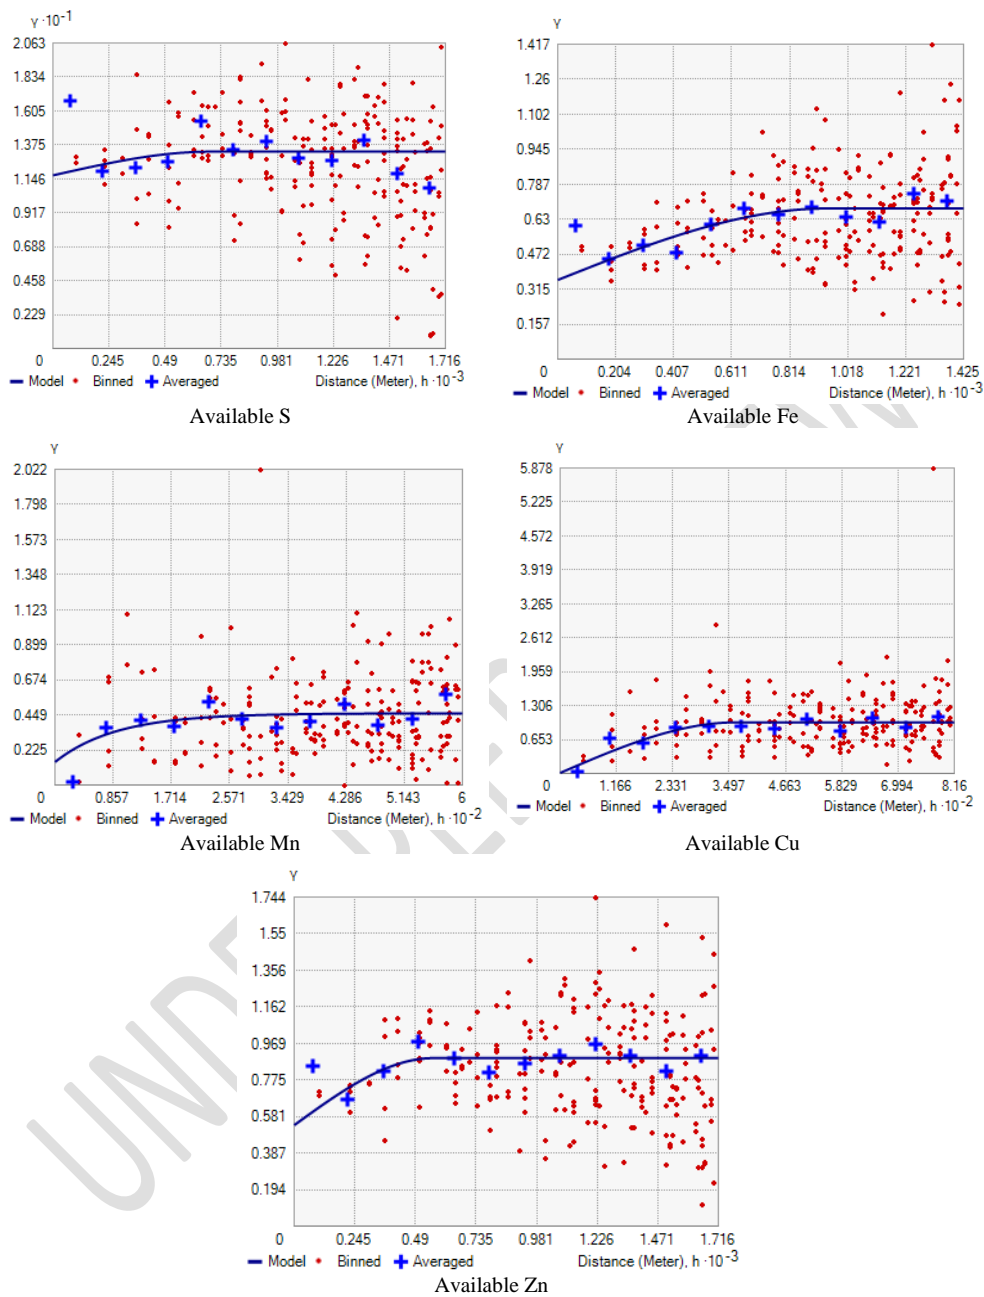 γ ·10⁻¹
2.063
1.834
1.605
1.375
1.146
0.917
0.688
0.458
0.229
0 0.245 0.49 0.735 0.981 1.226 1.471 1.716
Model Binned Averaged Distance (Meter), h ·10⁻³
Available S
γ
1.417
1.26
1.102
0.945
0.787
0.63
0.472
0.315
0.157
0 0.204 0.407 0.611 0.814 1.018 1.221 1.425
Model Binned Averaged Distance (Meter), h ·10⁻³
Available Fe
γ
2.022
1.798
1.573
1.348
1.123
0.899
0.674
0.449
0.225
0 0.857 1.714 2.571 3.429 4.286 5.143 6
Model Binned Averaged Distance (Meter), h ·10⁻²
Available Mn
γ
5.878
5.225
4.572
3.919
3.265
2.612
1.959
1.306
0.653
0 1.166 2.331 3.497 4.663 5.829 6.994 8.16
Model Binned Averaged Distance (Meter), h ·10⁻²
Available Cu
γ
1.744
1.55
1.356
1.162
0.969
0.775
0.581
0.387
0.194
0 0.245 0.49 0.735 0.981 1.226 1.471 1.716
Model Binned Averaged Distance (Meter), h ·10⁻³
Available Zn